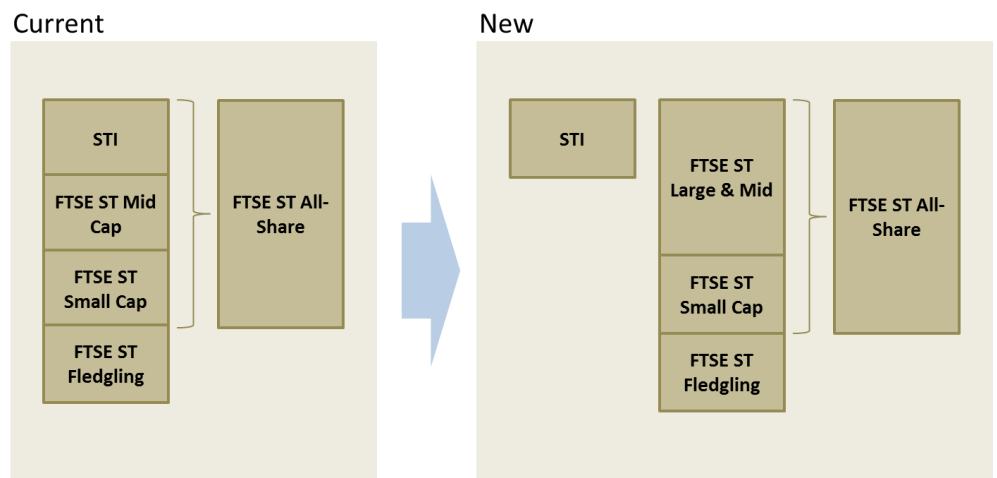 Current
STI
FTSE ST Mid
Cap
FTSE ST
Small Cap
FTSE ST
Fledgling
FTSE ST All-
Share
New
STI
FTSE ST
Large & Mid
FTSE ST
Small Cap
FTSE ST
Fledgling
FTSE ST All-
Share